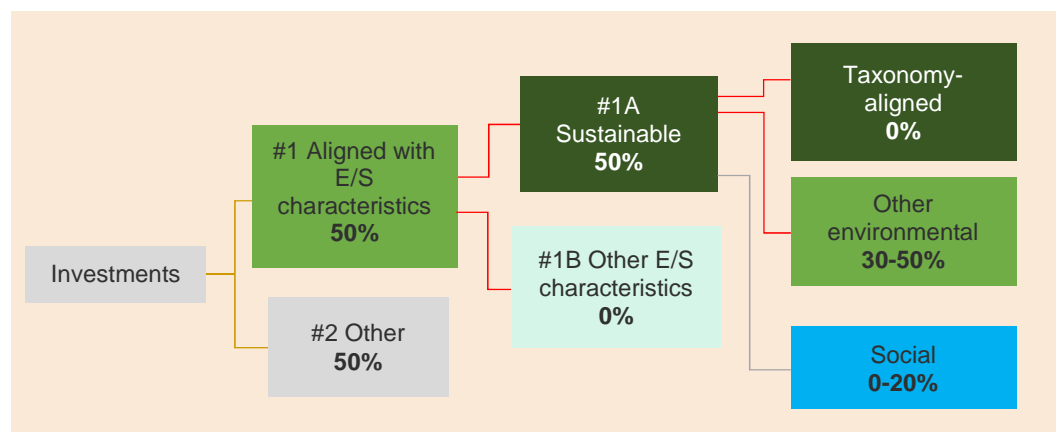 Investments
#1 Aligned with
E/S
characteristics
50%
#2 Other
50%
#1A
Sustainable
50%
#1B Other E/S
characteristics
0%
Taxonomy-
aligned
0%
Other
environmental
30-50%
Social
0-20%